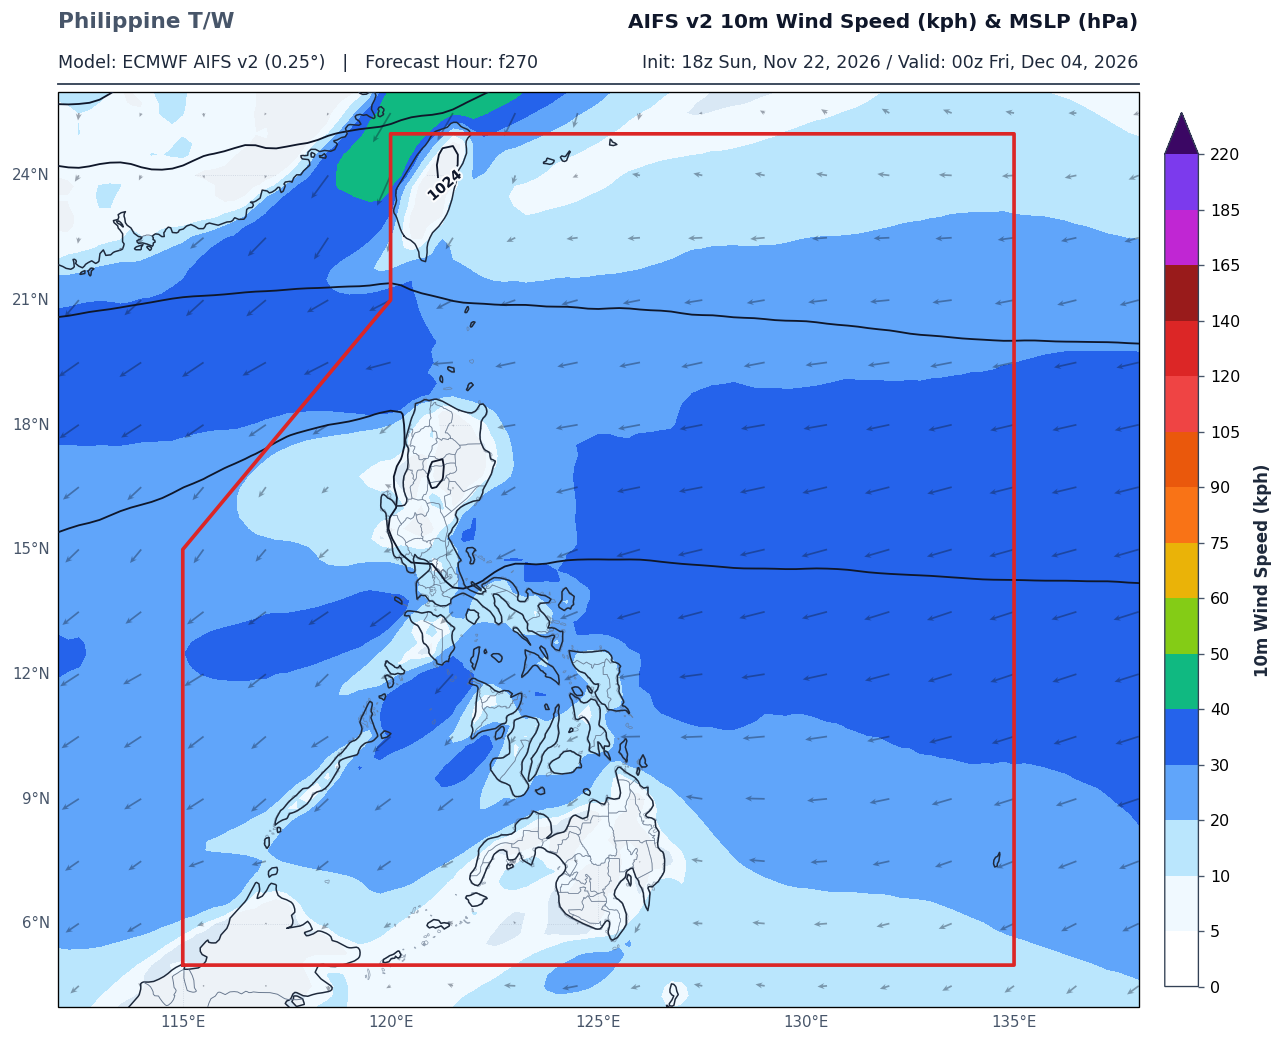 Philippine T/W
AIFS v2 10m Wind Speed (kph) & MSLP (hPa)
Model: ECMWF AIFS v2 (0.25°) | Forecast Hour: f270
Init: 18z Sun, Nov 22, 2026 / Valid: 00z Fri, Dec 04, 2026
24°N
21°N
18°N
15°N
12°N
9°N
6°N
1024
115°E
120°E
125°E
130°E
135°E
220
185
165
140
120
105
90
75
60
50
40
30
20
10
5
0
10m Wind Speed (kph)